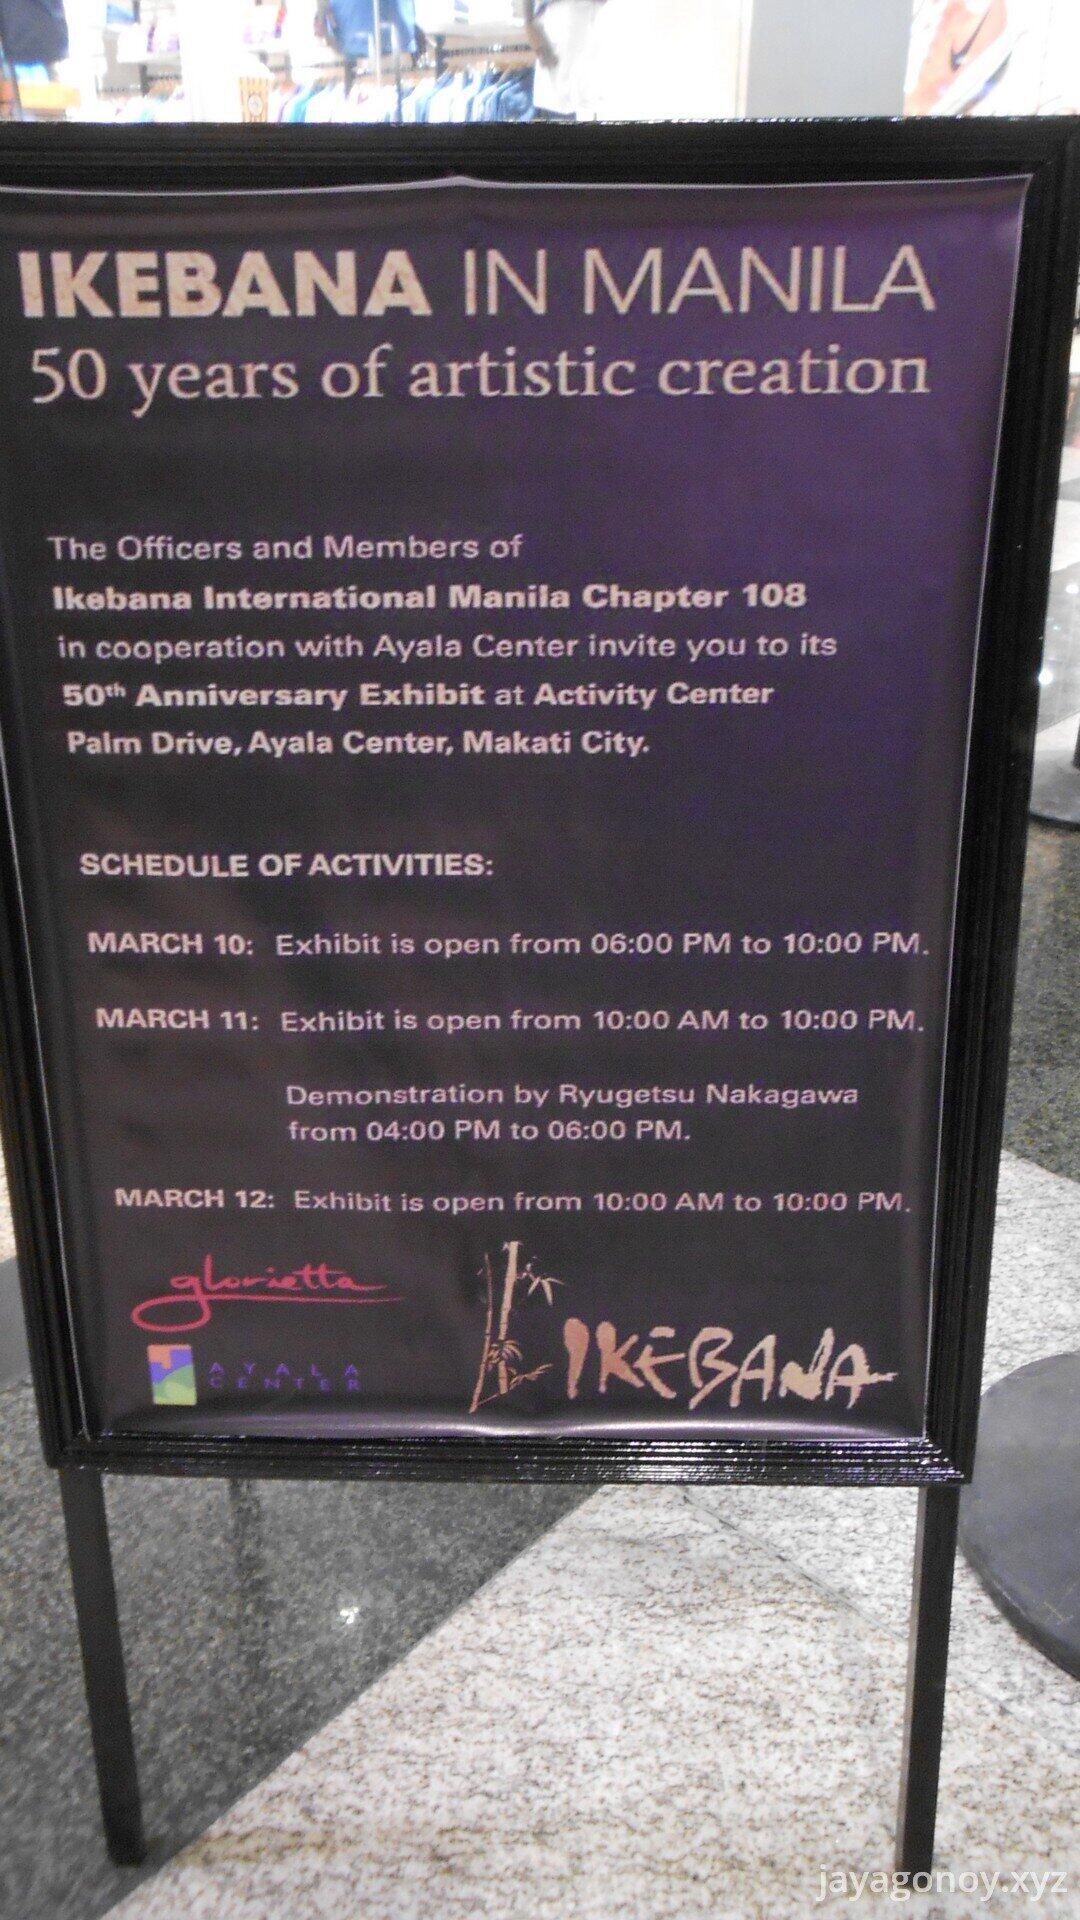 IKEBANA IN MANILA
50 years of artistic creation
The Officers and Members of
Ikebana International Manila Chapter 108
in cooperation with Ayala Center invite you to its
50th Anniversary Exhibit at Activity Center
Palm Drive, Ayala Center, Makati City.
SCHEDULE OF ACTIVITIES:
MARCH 10: Exhibit is open from 06:00 PM to 10:00 PM.
MARCH 11: Exhibit is open from 10:00 AM to 10:00 PM.
Demonstration by Ryugetsu Nakagawa
from 04:00 PM to 06:00 PM.
MARCH 12: Exhibit is open from 10:00 AM to 10:00 PM.
glorietta
AYALA
CENTER
IKEBANA
jayagonoy.xyz